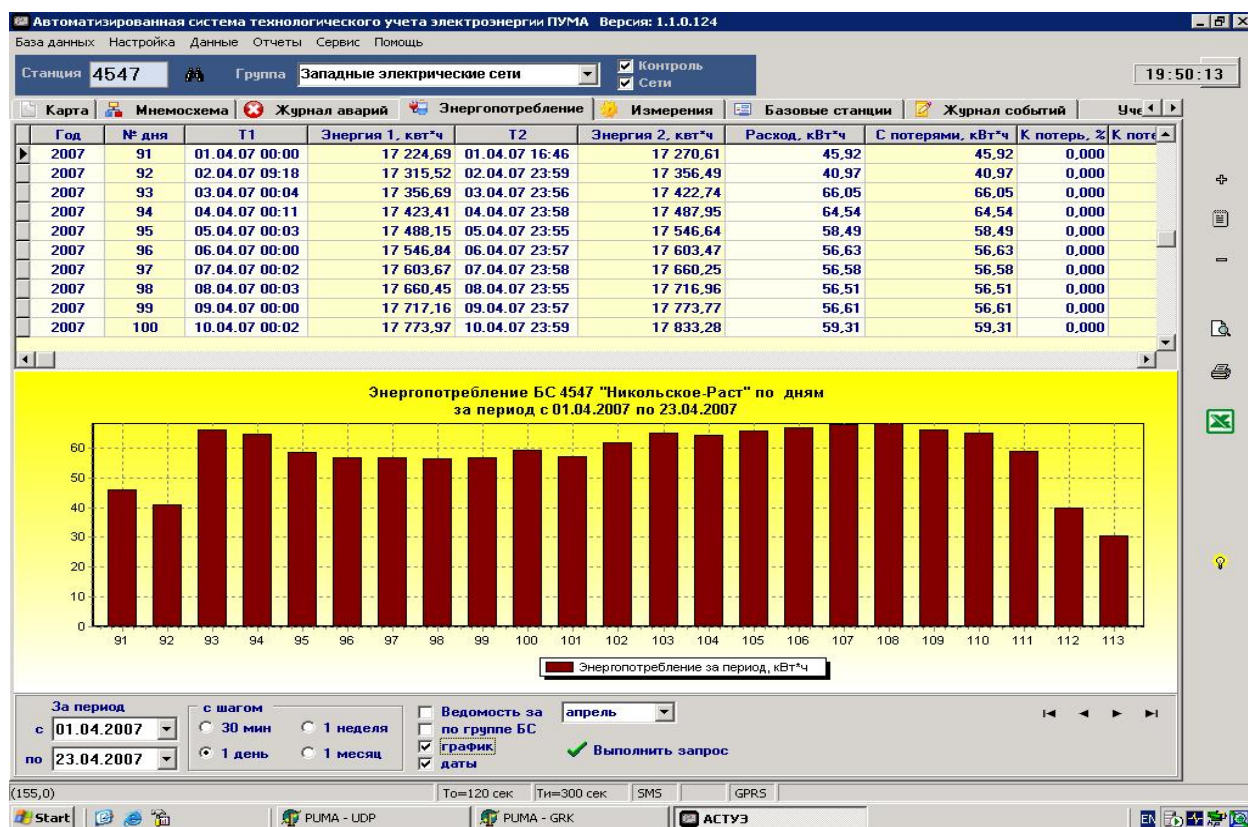 Автоматизированная система технологического учета электроэнергии ПУМА Версия: 1.1.0.124
База данных Настройка Данные Отчеты Сервис Помощь
Станция 4547 Группа Западные электрические сети Контроль
Сети
19:50:13
Карта Мнемосхема Журнал аварий Энергопотребление Измерения Базовые станции Журнал событий Уче
Год № дня Т1 Энергия 1, квт*ч Т2 Энергия 2, квт*ч Расход, кВт*ч С потерями, кВт*ч К потерь, % К поте
2007 91 01.04.07 00:00 17 224,69 01.04.07 16:46 17 270,61 45,92 45,92 0,000
2007 92 02.04.07 09:18 17 315,52 02.04.07 23:59 17 356,49 40,97 40,97 0,000
2007 93 03.04.07 00:04 17 356,69 03.04.07 23:56 17 422,74 66,05 66,05 0,000
2007 94 04.04.07 00:11 17 423,41 04.04.07 23:58 17 487,95 64,54 64,54 0,000
2007 95 05.04.07 00:03 17 488,15 05.04.07 23:55 17 546,64 58,49 58,49 0,000
2007 96 06.04.07 00:00 17 546,84 06.04.07 23:57 17 603,47 56,63 56,63 0,000
2007 97 07.04.07 00:02 17 603,67 07.04.07 23:58 17 660,25 56,58 56,58 0,000
2007 98 08.04.07 00:03 17 660,45 08.04.07 23:55 17 716,96 56,51 56,51 0,000
2007 99 09.04.07 00:00 17 717,16 09.04.07 23:57 17 773,77 56,61 56,61 0,000
2007 100 10.04.07 00:02 17 773,97 10.04.07 23:59 17 833,28 59,31 59,31 0,000
Энергопотребление БС 4547 "Никольское-Раст" по дням
за период с 01.04.2007 по 23.04.2007
60
50
40
30
20
10
0
91 92 93 94 95 96 97 98 99 100 101 102 103 104 105 106 107 108 109 110 111 112 113
Энергопотребление за период, кВт*ч
За период с шагом Ведомость за апрель
с 01.04.2007 30 мин 1 неделя по группе БС
график
по 23.04.2007 1 день 1 месяц Выполнить запрос
даты
(155,0) To=120 сек Ти=300 сек SMS GPRS
Start PUMA - UDP PUMA - GRK АСТУЭ EN